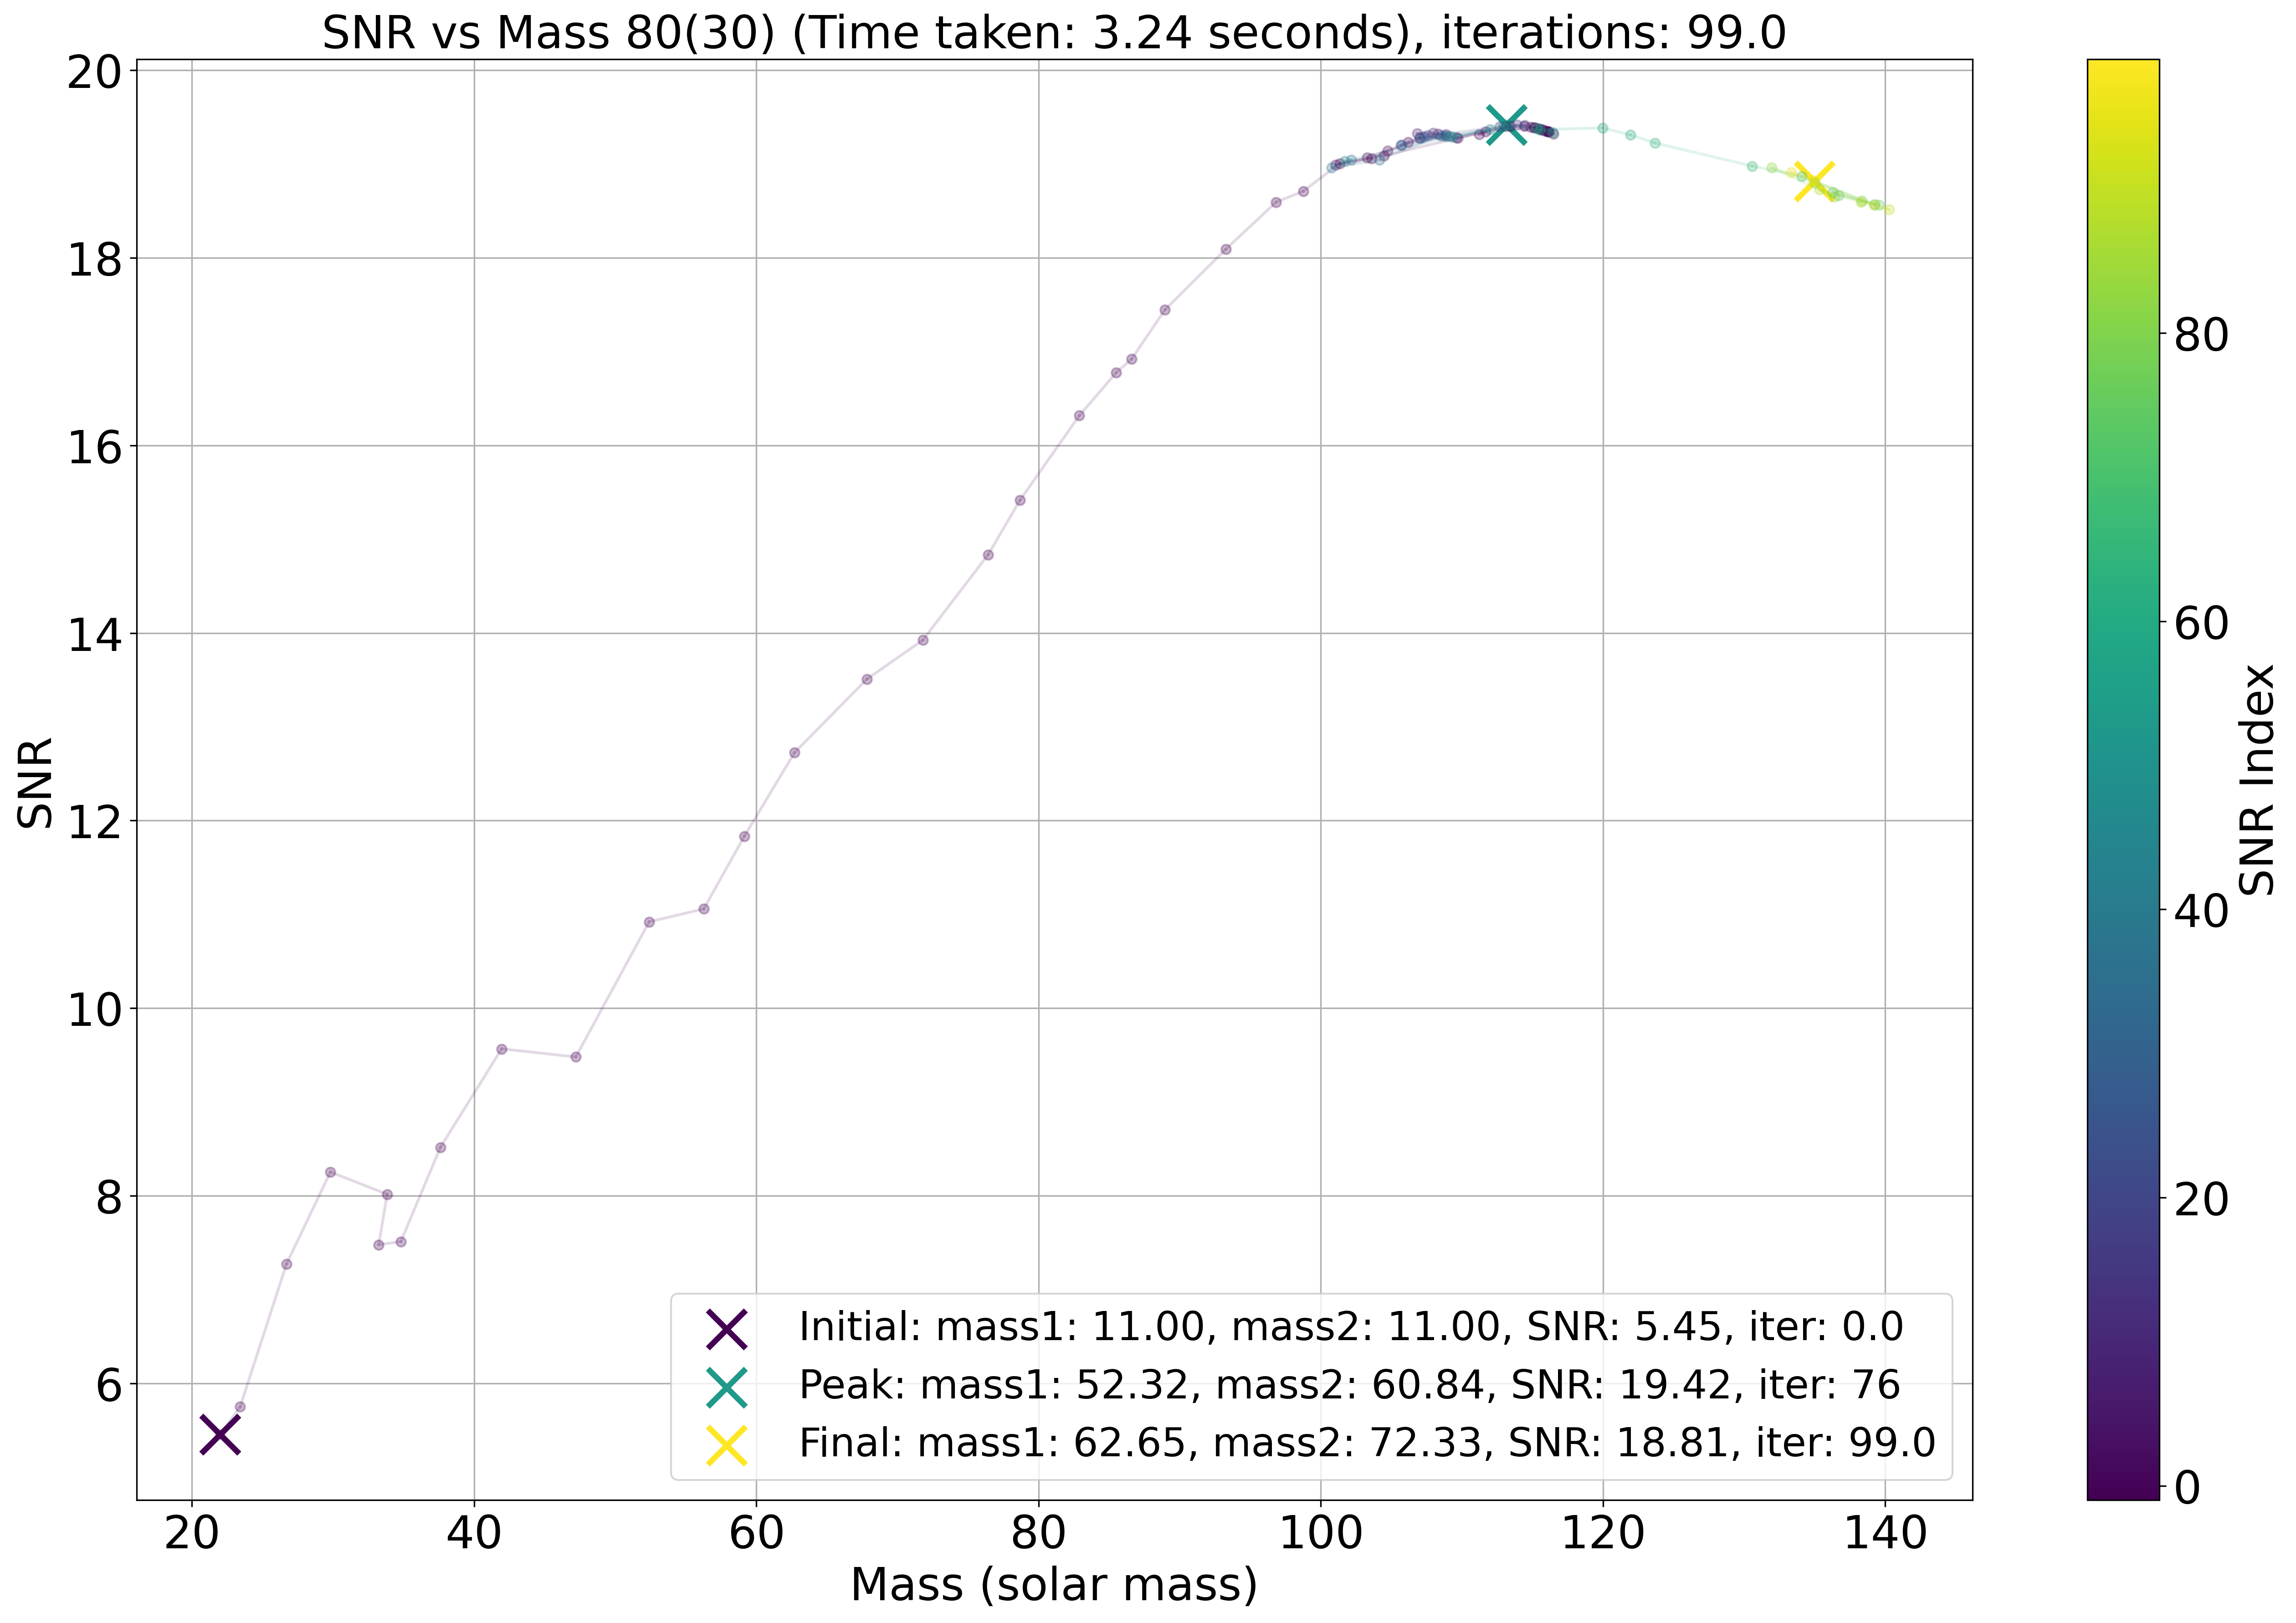 SNR vs Mass 80(30) (Time taken: 3.24 seconds), iterations: 99.0
20
18
16
14
12
10
8
6
SNR
20
40
60
80
100
120
140
Mass (solar mass)
Initial: mass1: 11.00, mass2: 11.00, SNR: 5.45, iter: 0.0
Peak: mass1: 52.32, mass2: 60.84, SNR: 19.42, iter: 76
Final: mass1: 62.65, mass2: 72.33, SNR: 18.81, iter: 99.0
80
60
40
20
0
SNR Index